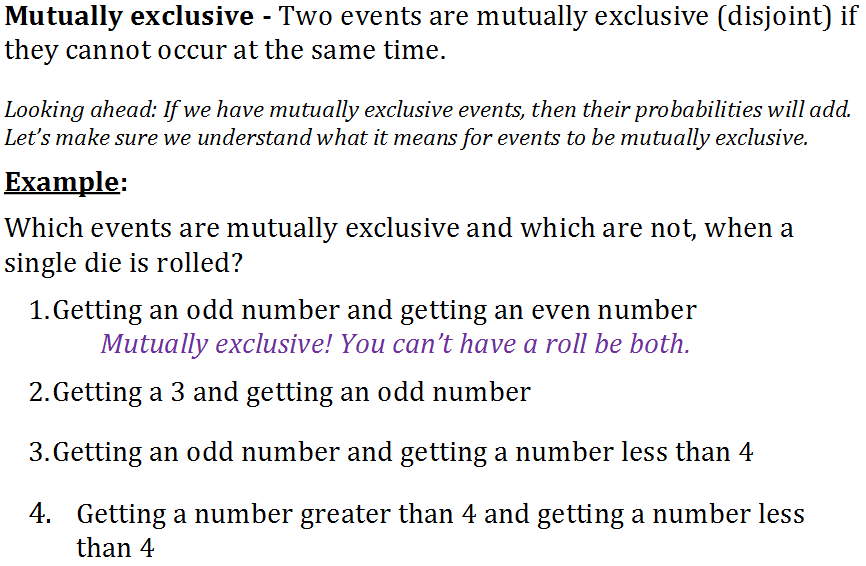 Mutually exclusive - Two events are mutually exclusive (disjoint) if
they cannot occur at the same time.
Looking ahead: If we have mutually exclusive events, then their probabilities will add.
Let's make sure we understand what it means for events to be mutually exclusive.
Example:
Which events are mutually exclusive and which are not, when a
single die is rolled?
1.Getting an odd number and getting an even number
Mutually exclusive! You can't have a roll be both.
2.Getting a 3 and getting an odd number
3.Getting an odd number and getting a number less than 4
4. Getting a number greater than 4 and getting a number less
than 4